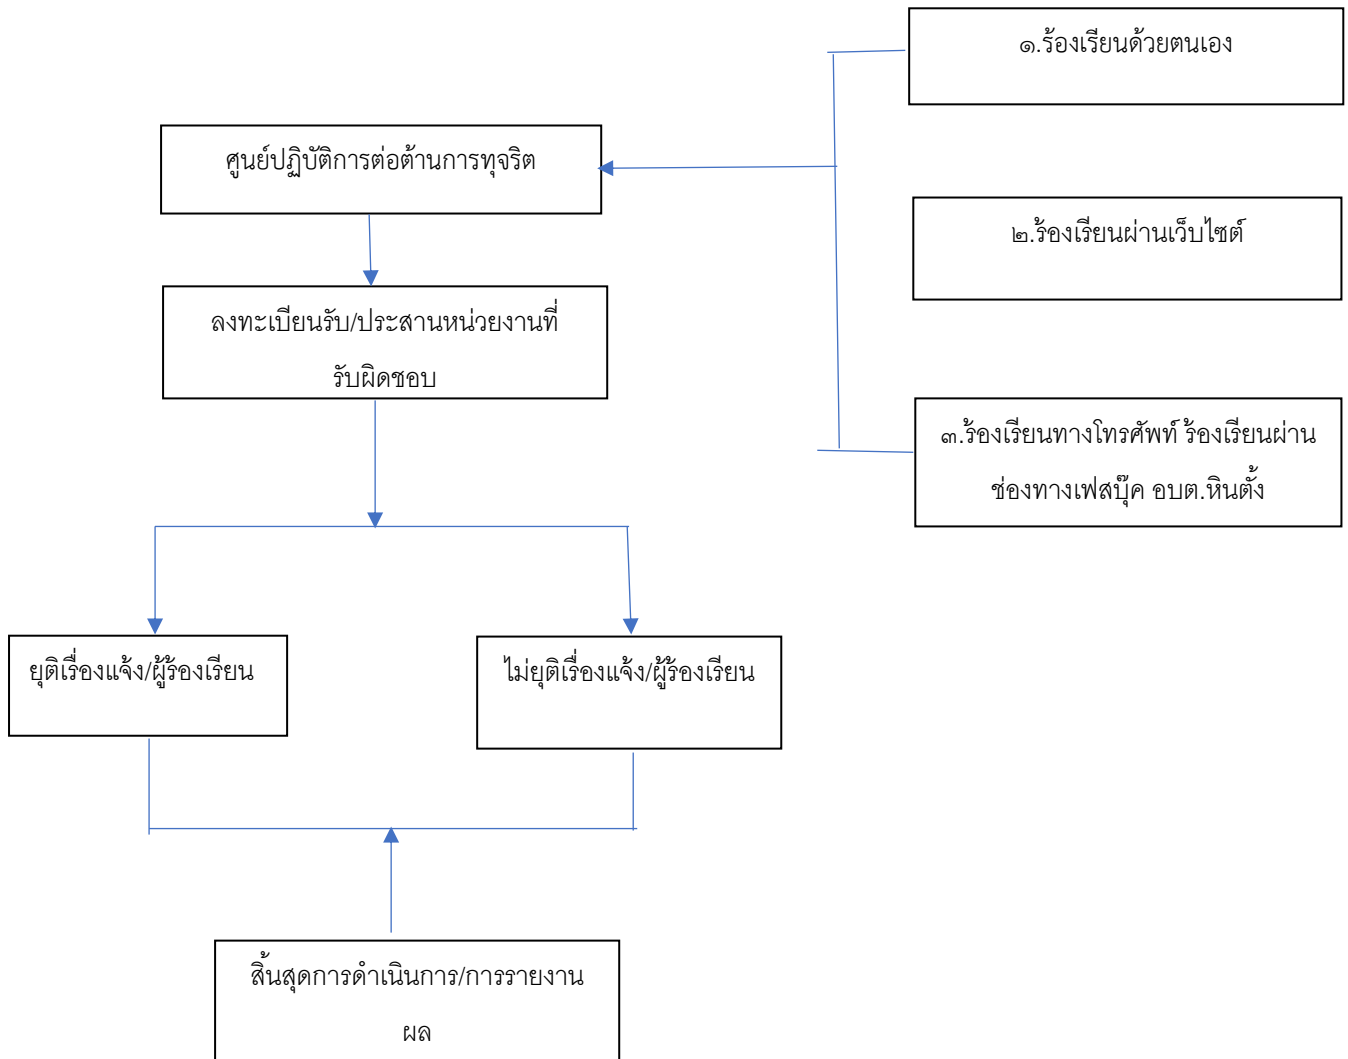 ๑.ร้องเรียนด้วยตนเอง
ศูนย์ปฏิบัติการต่อต้านการทุจริต
๒.ร้องเรียนผ่านเว็บไซต์
ลงทะเบียนรับ/ประสานหน่วยงานที่
รับผิดชอบ
๓.ร้องเรียนทางโทรศัพท์ ร้องเรียนผ่าน
ช่องทางเฟสบุ๊ค อบต.หินตั้ง
ยุติเรื่องแจ้ง/ผู้ร้องเรียน
ไม่ยุติเรื่องแจ้ง/ผู้ร้องเรียน
สิ้นสุดการดำเนินการ/การรายงาน
ผล